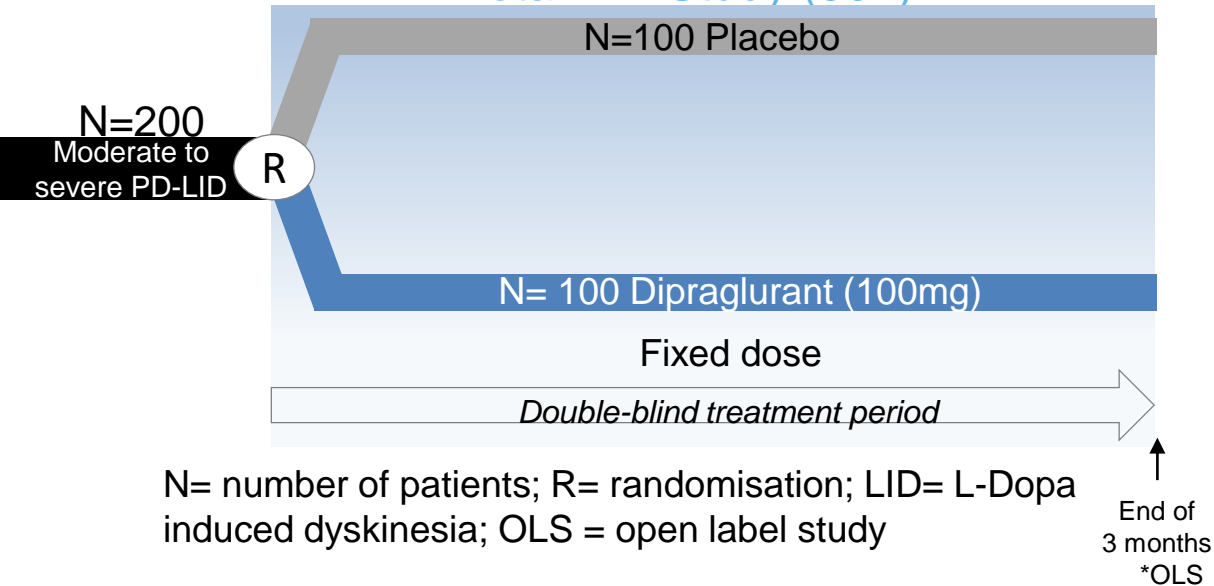 N=100 Placebo
N=200
Moderate to
severe PD-LID
R
N= 100 Dipraglurant (100mg)
Fixed dose
Double-blind treatment period
N= number of patients; R= randomisation; LID= L-Dopa
induced dyskinesia; OLS = open label study
End of
3 months
*OLS